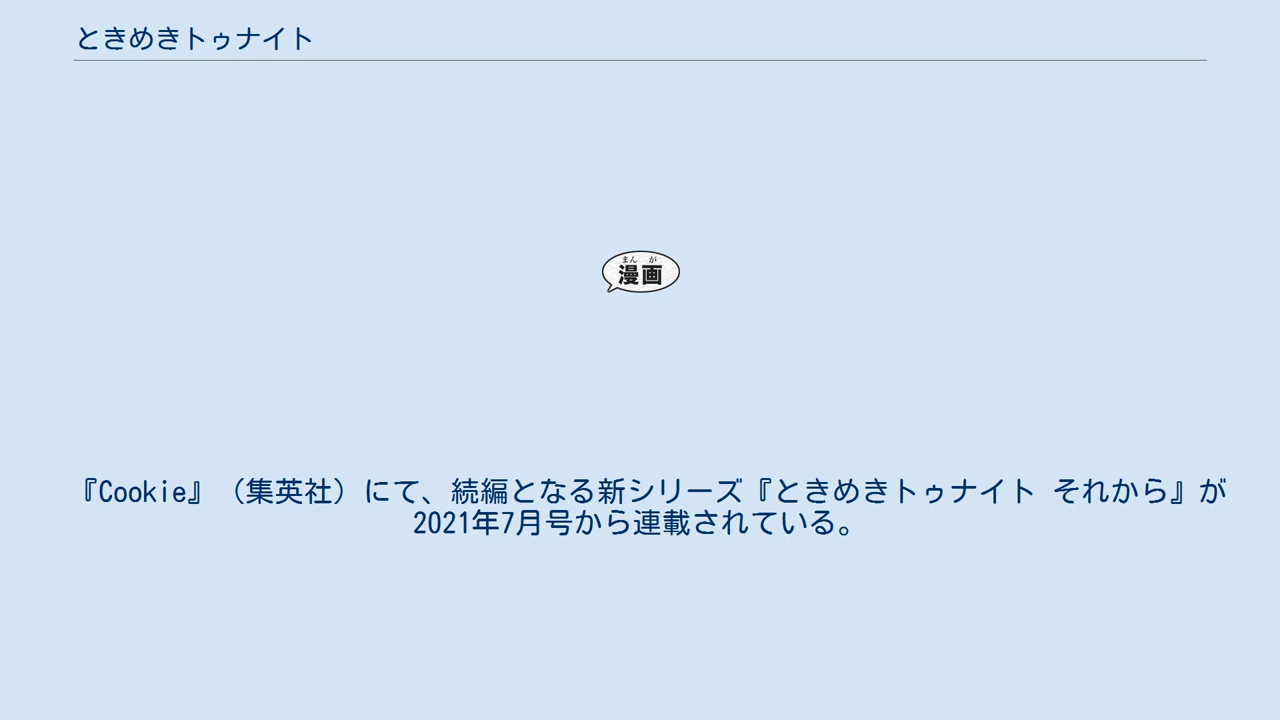 ときめきトゥナイト
まんが
漫画
『Cookie』（集英社）にて、続編となる新シリーズ『ときめきトゥナイト それから』が
2021年7月号から連載されている。